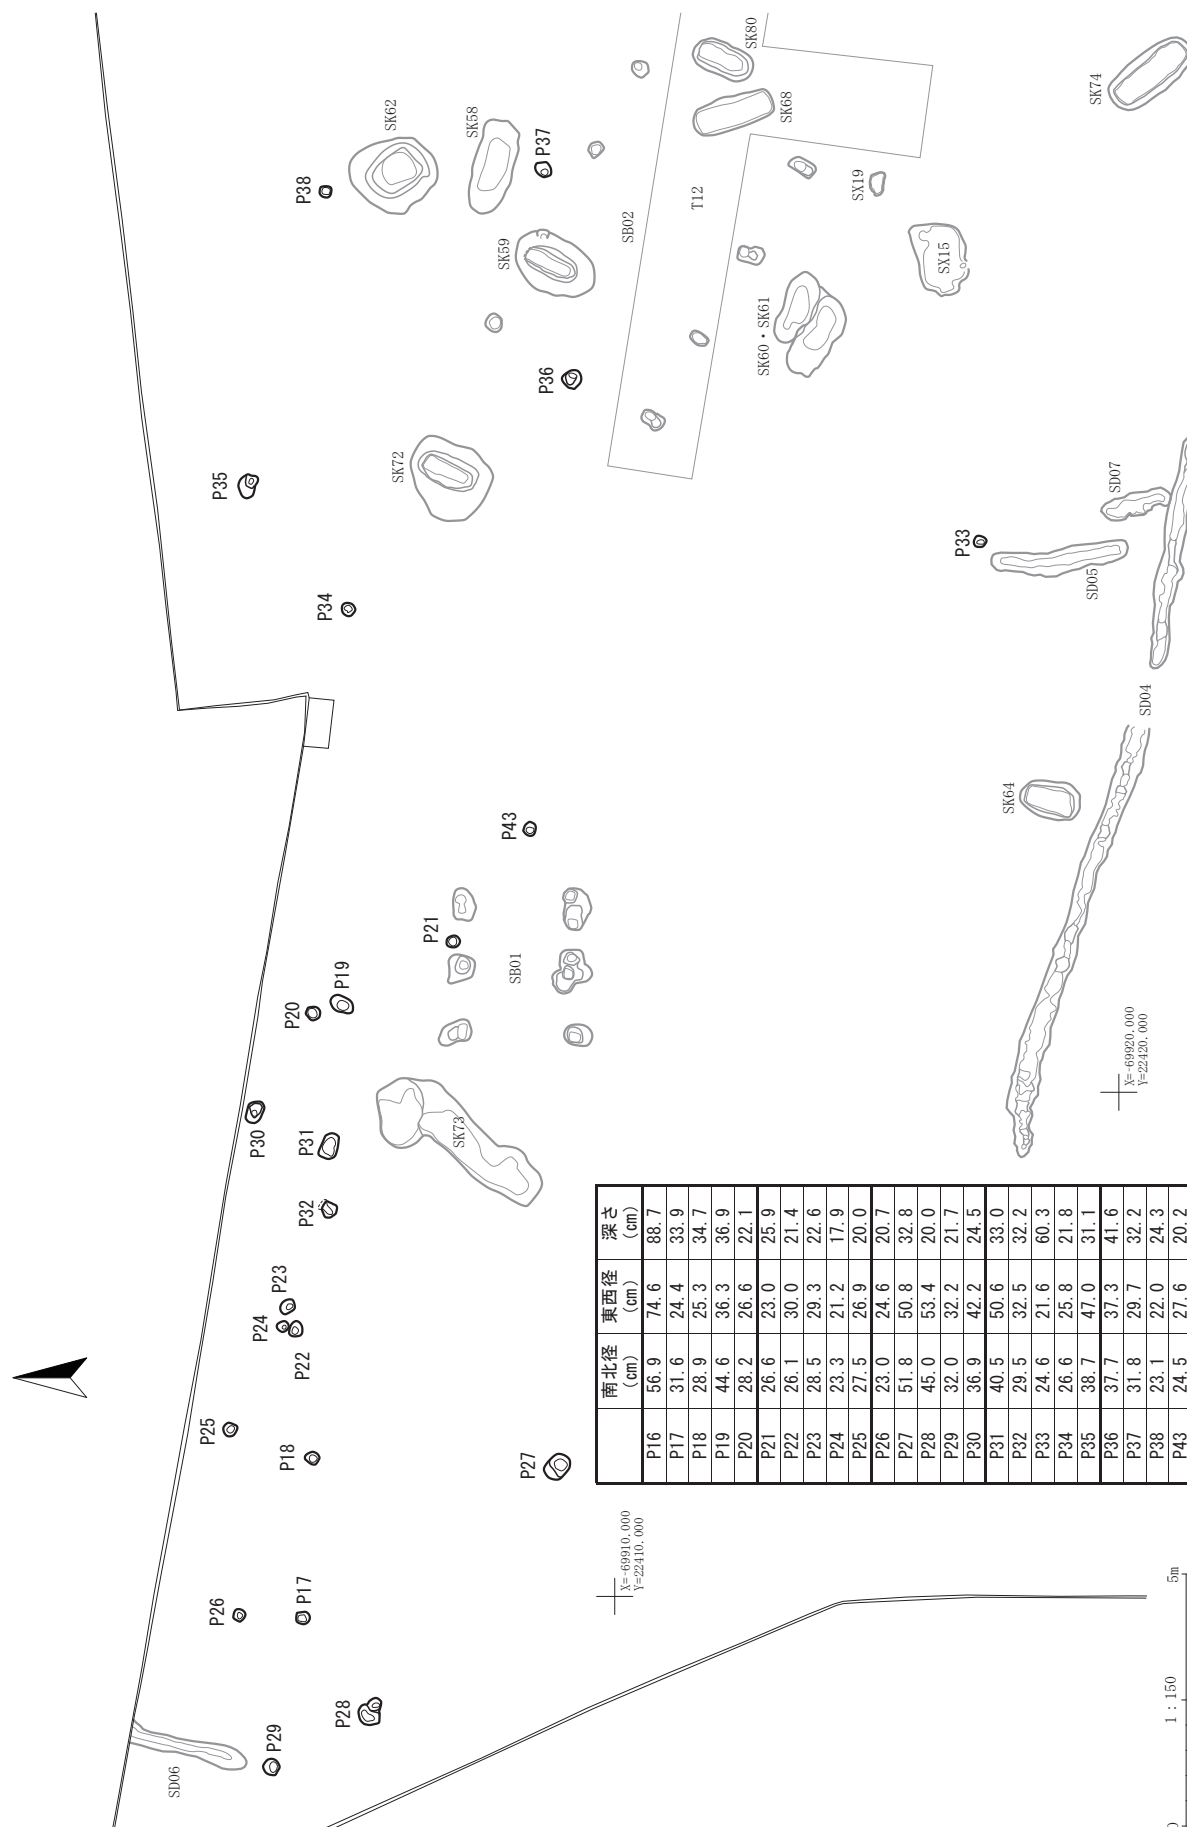 SK80
SK68
SK74
SK62
SK58
P37
P38
SK59
SB02
T12
SX19
SX15
SK60・SK61
P36
SK72
P35
SD07
P33
SD05
P34
SD04
SK64
P43
P21
SB01
P19
P20
P30
P31
SK73
P32
P23
P24
P22
P25
P18
P27
P26
P17
P28
P29
SD06
X=-69920.000
Y=22420.000
X=-69910.000
Y=22410.000
南北径 (cm) 東西径 (cm) 深さ (cm)
P16 56.9 74.6 88.7
P17 31.6 24.4 33.9
P18 28.9 25.3 34.7
P19 44.6 36.3 36.9
P20 28.2 26.6 22.1
P21 26.6 23.0 25.9
P22 26.1 30.0 21.4
P23 28.5 29.3 22.6
P24 23.3 21.2 17.9
P25 27.5 26.9 20.0
P26 23.0 24.6 20.7
P27 51.8 50.8 32.8
P28 45.0 53.4 20.0
P29 32.0 32.2 21.7
P30 36.9 42.2 24.5
P31 40.5 50.6 33.0
P32 29.5 32.5 32.2
P33 24.6 21.6 60.3
P34 26.6 25.8 21.8
P35 38.7 47.0 31.1
P36 37.7 37.3 41.6
P37 31.8 29.7 32.2
P38 23.1 22.0 24.3
P43 24.5 27.6 20.2
0 1 : 150 5m